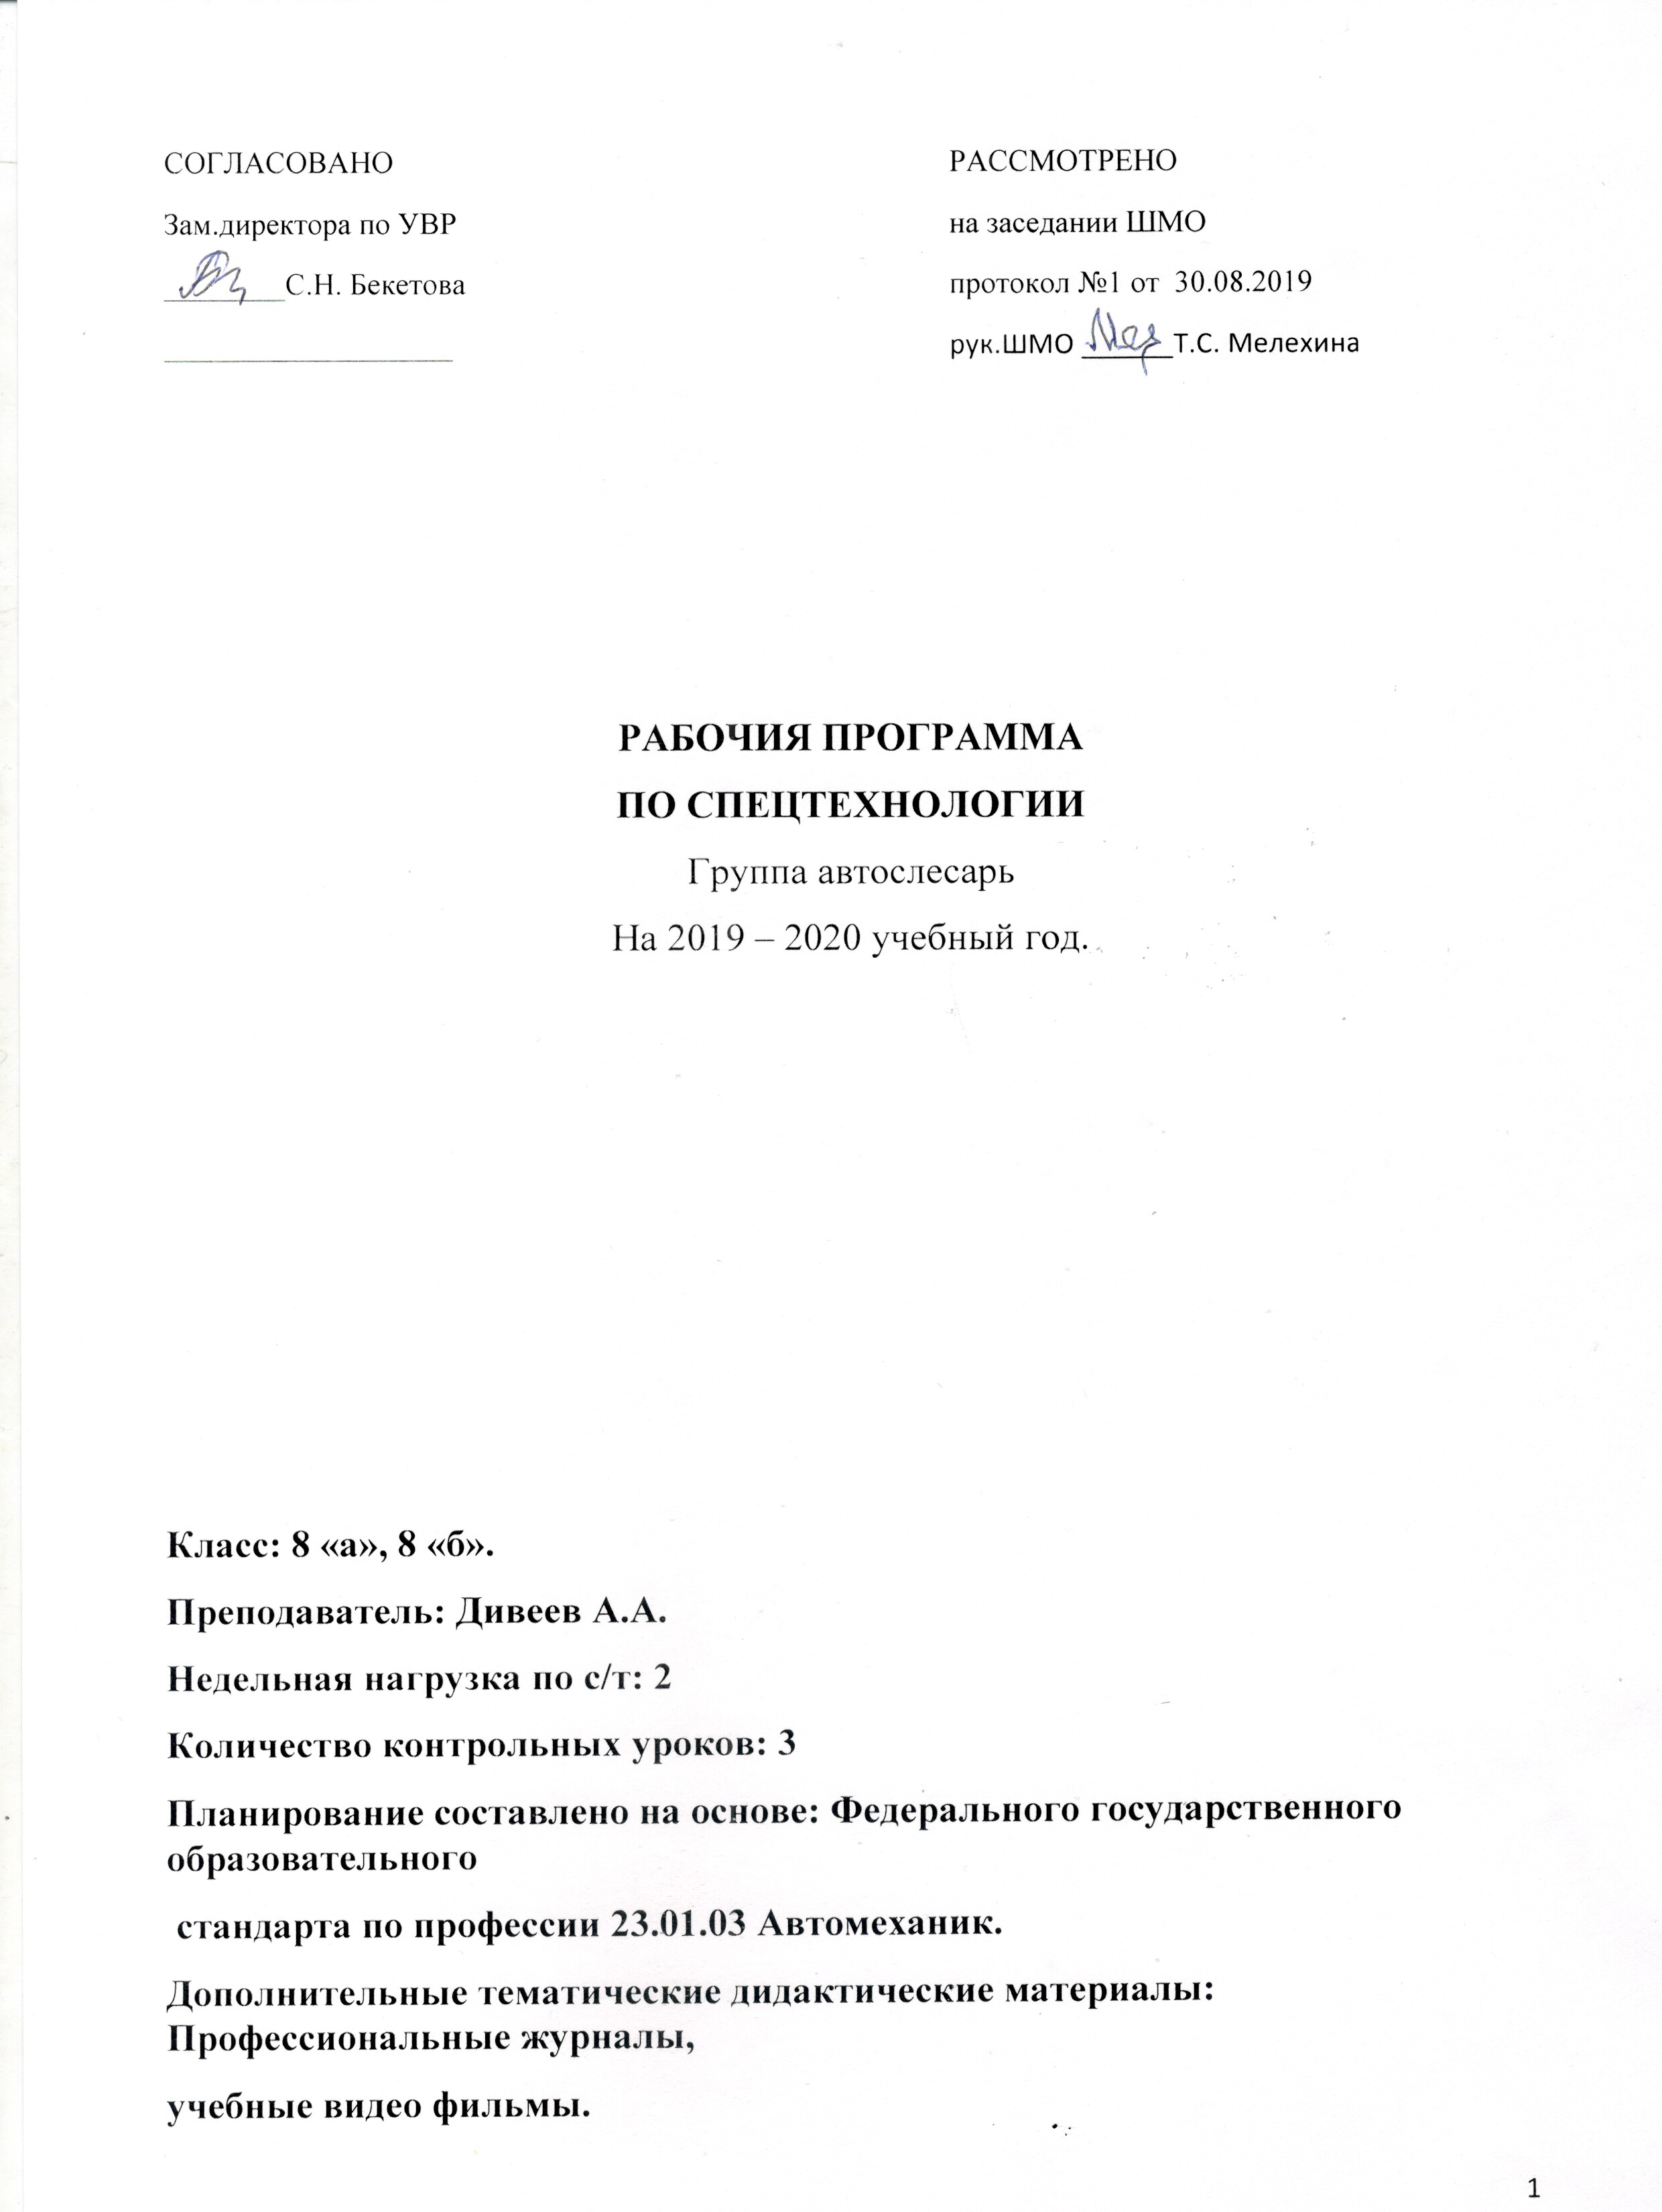 СОГЛАСОВАНО
Зам.директора по УВР
________С.Н. Бекетова
___________________
РАССМОТРЕНО
на заседании ШМО
протокол №1 от 30.08.2019
рук.ШМО ______Т.С. Мелехина
РАБОЧИЯ ПРОГРАММА
ПО СПЕЦТЕХНОЛОГИИ
Группа автослесарь
На 2019 – 2020 учебный год.
Класс: 8 «а», 8 «б».
Преподаватель: Дивеев А.А.
Недельная нагрузка по с/т: 2
Количество контрольных уроков: 3
Планирование составлено на основе: Федерального государственного
образовательного
стандарта по профессии 23.01.03 Автомеханик.
Дополнительные тематические дидактические материалы:
Профессиональные журналы,
учебные видео фильмы.
1